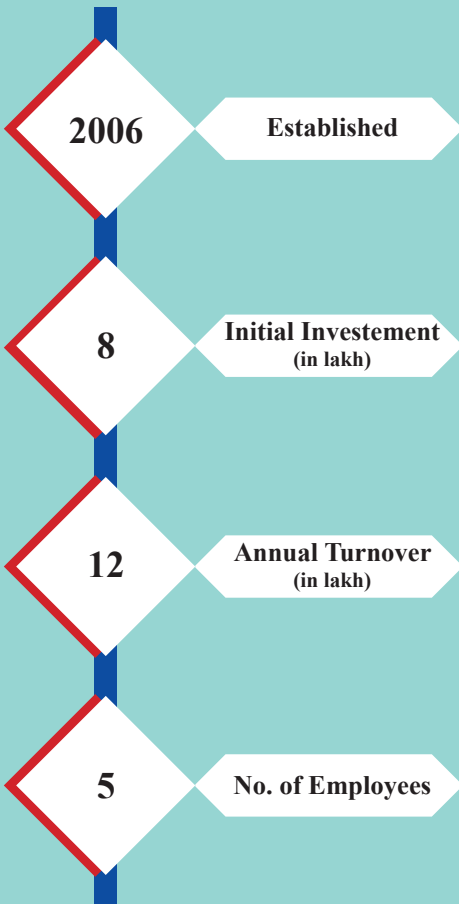 2006
Established
8
Initial Investement
(in lakh)
12
Annual Turnover
(in lakh)
5
No. of Employees